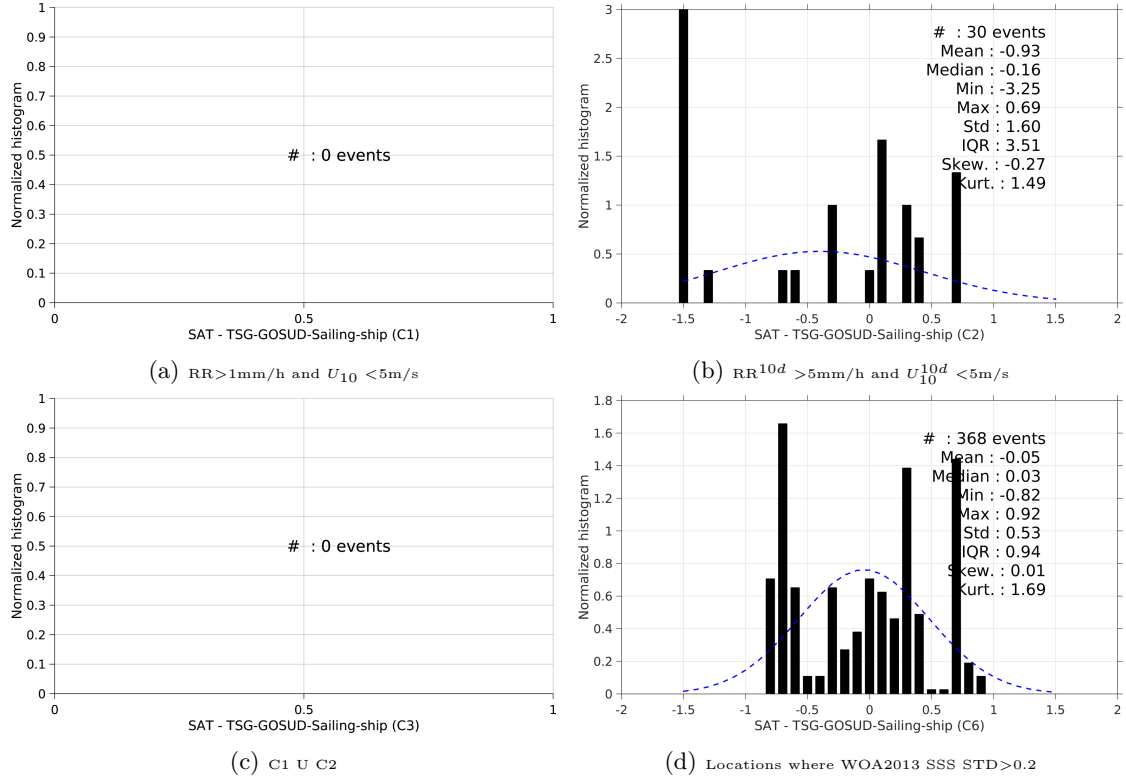 1
0.9
0.8
0.7
0.6
0.5
0.4
0.3
0.2
0.1
0
Normalized histogram
# : 0 events
0 0.5 1
SAT - TSG-GOSUD-Sailing-ship (C1)
(a) RR>1mm/h and U10 <5m/s
3
2.5
2
1.5
1
0.5
0
Normalized histogram
# : 30 events
Mean : -0.93
Median : -0.16
Min : -3.25
Max : 0.69
Std : 1.60
IQR : 3.51
Skew. : -0.27
Kurt. : 1.49
-2 -1.5 -1 -0.5 0 0.5 1 1.5 2
SAT - TSG-GOSUD-Sailing-ship (C2)
(b) RR10d >5mm/h and U10d10 <5m/s
1
0.9
0.8
0.7
0.6
0.5
0.4
0.3
0.2
0.1
0
Normalized histogram
# : 0 events
0 0.5 1
SAT - TSG-GOSUD-Sailing-ship (C3)
(c) C1 U C2
1.8
1.6
1.4
1.2
1
0.8
0.6
0.4
0.2
0
Normalized histogram
# : 368 events
Mean : -0.05
Median : 0.03
Min : -0.82
Max : 0.92
Std : 0.53
IQR : 0.94
Skew. : 0.01
Kurt. : 1.69
-2 -1.5 -1 -0.5 0 0.5 1 1.5 2
SAT - TSG-GOSUD-Sailing-ship (C6)
(d) Locations where WOA2013 SSS STD>0.2